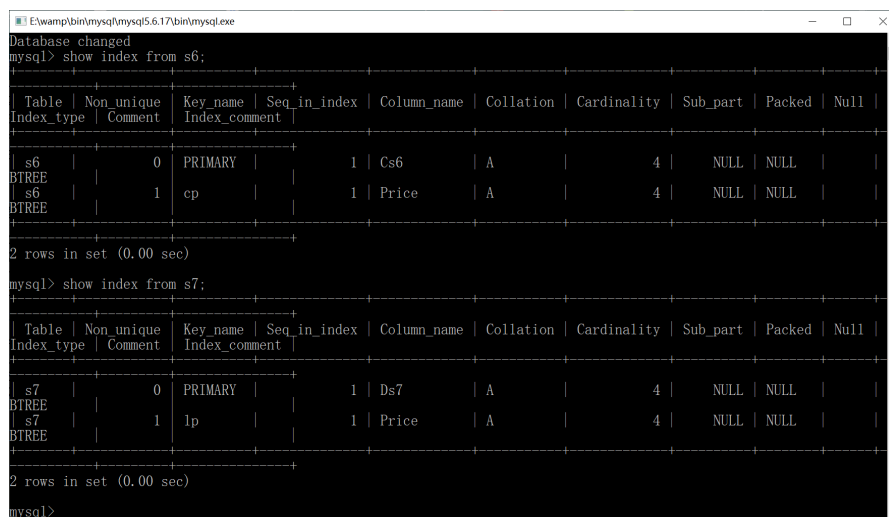 E:\wamp\bin\mysql\mysql5.6.17\bin\mysql.exe
Database changed
mysql> show index from s6;
+-------+------------+----------+--------------+-------------+-----------+-------------+----------+--------+------+
------------+---------+---------------+
| Table | Non_unique | Key_name | Seq_in_index | Column_name | Collation | Cardinality | Sub_part | Packed | Null |
Index_type | Comment | Index_comment |
+-------+------------+----------+--------------+-------------+-----------+-------------+----------+--------+------+
------------+---------+---------------+
| s6 | 0 | PRIMARY | 1 | Cs6 | A | 4 | NULL | NULL | |
BTREE | | |
| s6 | 1 | cp | 1 | Price | A | 4 | NULL | NULL | |
BTREE | | |
+-------+------------+----------+--------------+-------------+-----------+-------------+----------+--------+------+
------------+---------+---------------+
2 rows in set (0.00 sec)
mysql> show index from s7;
+-------+------------+----------+--------------+-------------+-----------+-------------+----------+--------+------+
------------+---------+---------------+
| Table | Non_unique | Key_name | Seq_in_index | Column_name | Collation | Cardinality | Sub_part | Packed | Null |
Index_type | Comment | Index_comment |
+-------+------------+----------+--------------+-------------+-----------+-------------+----------+--------+------+
------------+---------+---------------+
| s7 | 0 | PRIMARY | 1 | Ds7 | A | 4 | NULL | NULL | |
BTREE | | |
| s7 | 1 | lp | 1 | Price | A | 4 | NULL | NULL | |
BTREE | | |
+-------+------------+----------+--------------+-------------+-----------+-------------+----------+--------+------+
------------+---------+---------------+
2 rows in set (0.00 sec)
mysql>